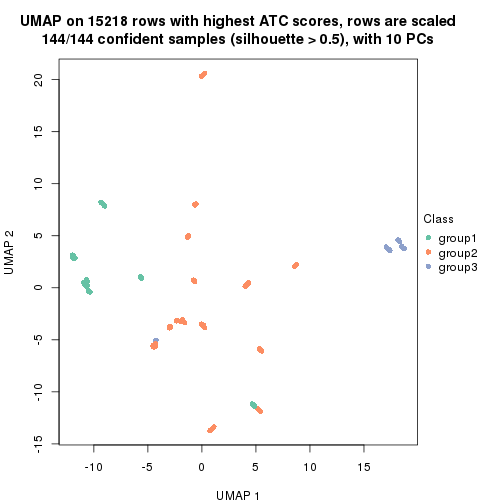 UMAP on 15218 rows with highest ATC scores, rows are scaled
144/144 confident samples (silhouette > 0.5), with 10 PCs
20
15
10
5
0
-5
-10
-15
UMAP 2
-10
-5
0
5
10
15
UMAP 1
Class
group1
group2
group3